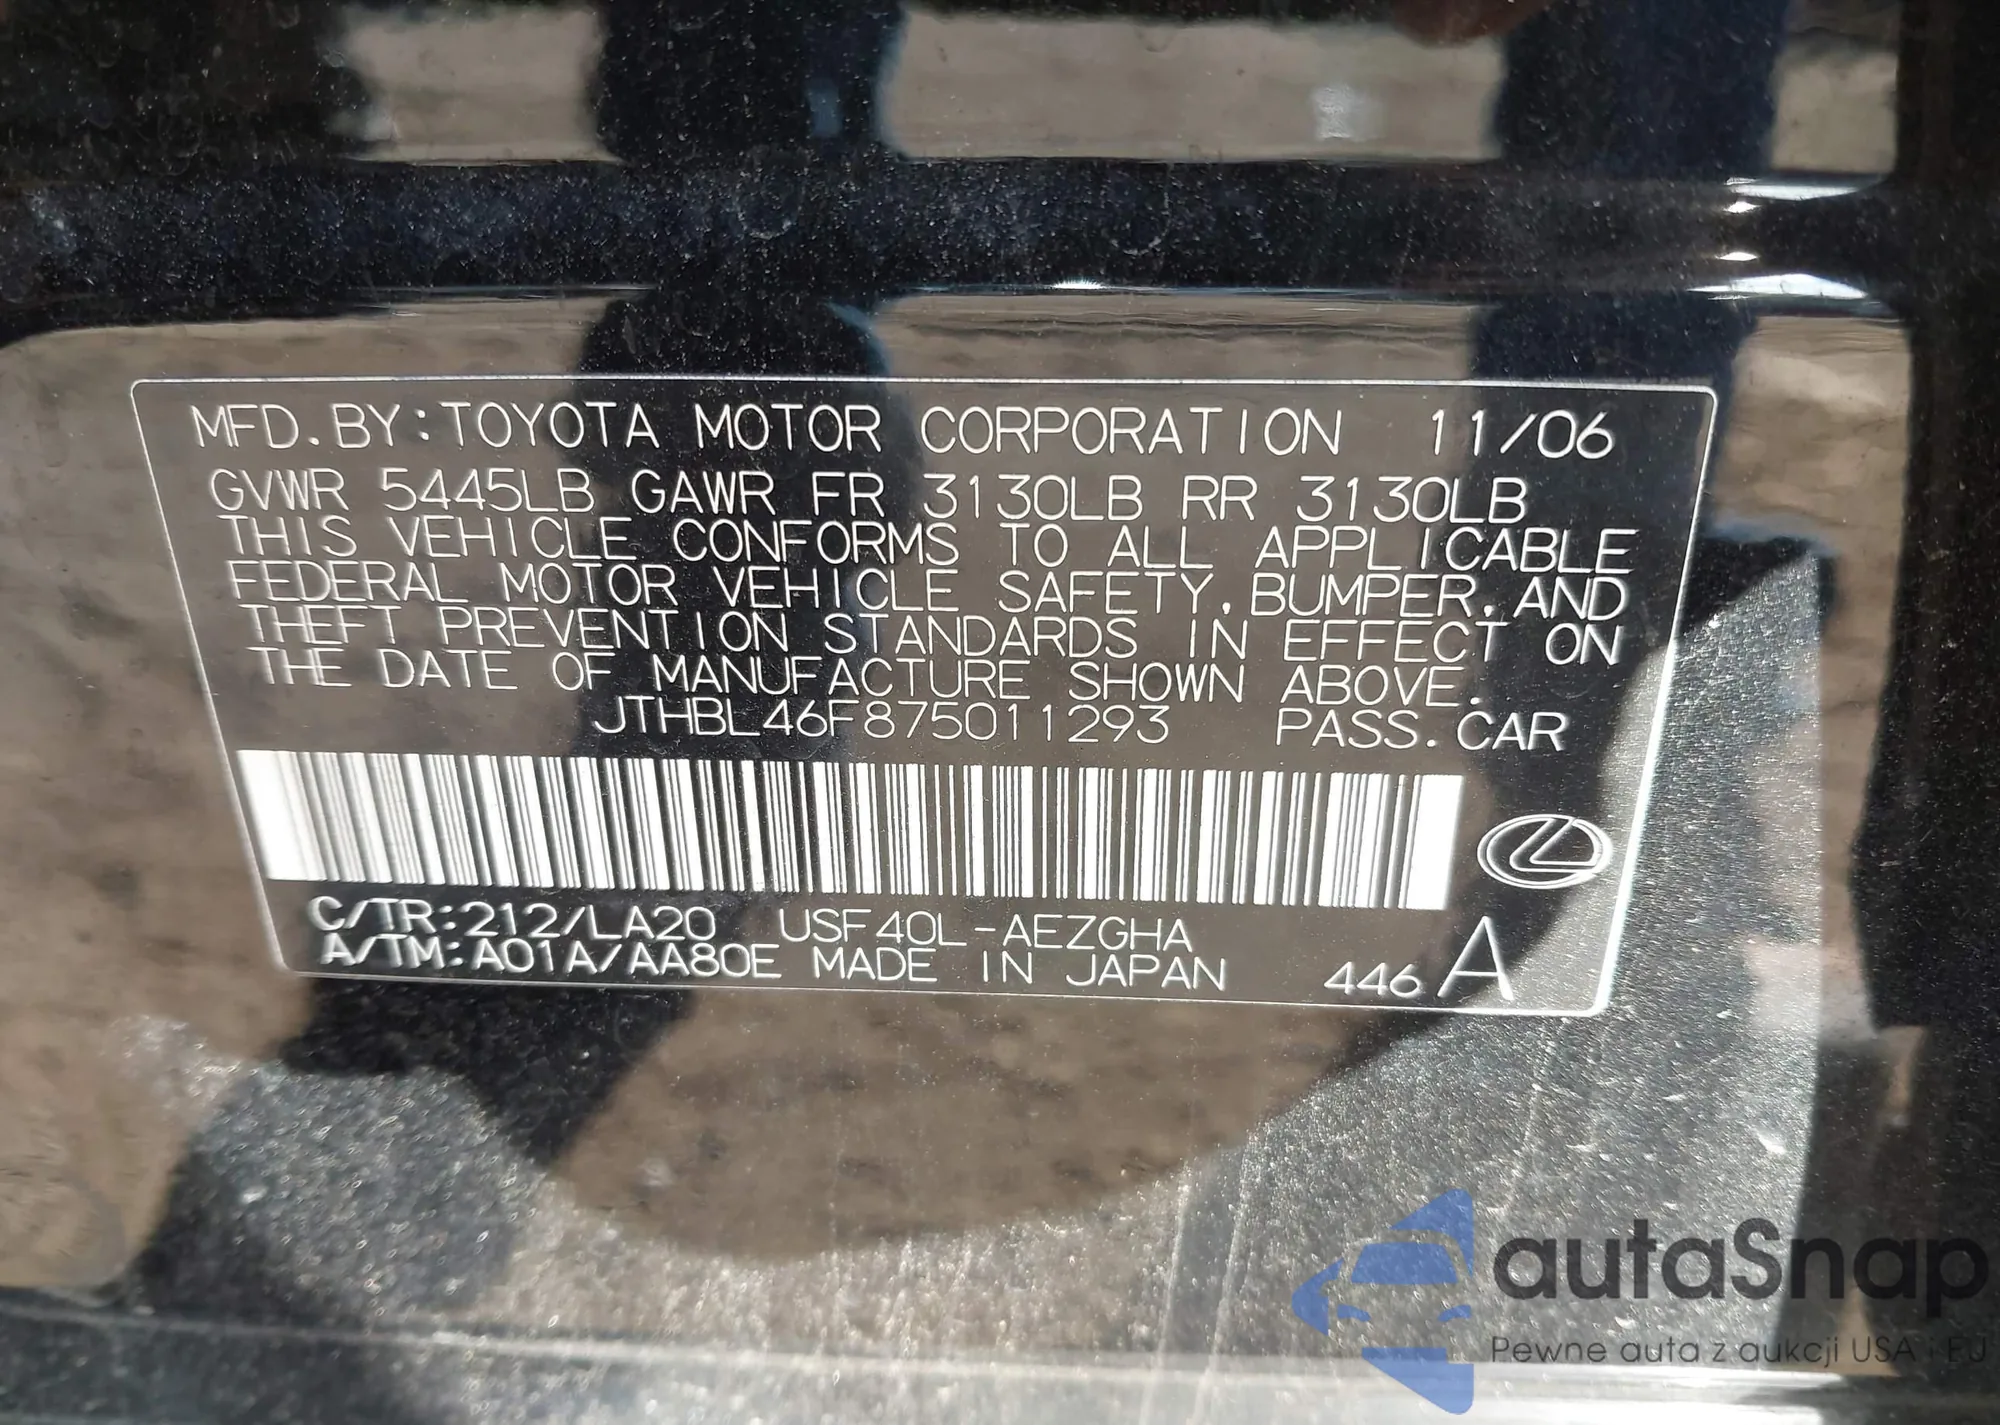 MFD.BY:TOYOTA MOTOR CORPORATION 11/06
GVWR 5445LB GAWR FR 3130LB RR 3130LB
THIS VEHICLE CONFORMS TO ALL APPLICABLE
FEDERAL MOTOR VEHICLE SAFETY,BUMPER,AND
THEFT PREVENTION STANDARDS IN EFFECT ON
THE DATE OF MANUFACTURE SHOWN ABOVE.
JTHBL46F875011293 PASS.CAR
C/TR:212/LA20 USF40L-AEZGHA
A/TM:A01A/AA80E MADE IN JAPAN 446 A
autaSnap
Pewne auta z aukcji USA i EU